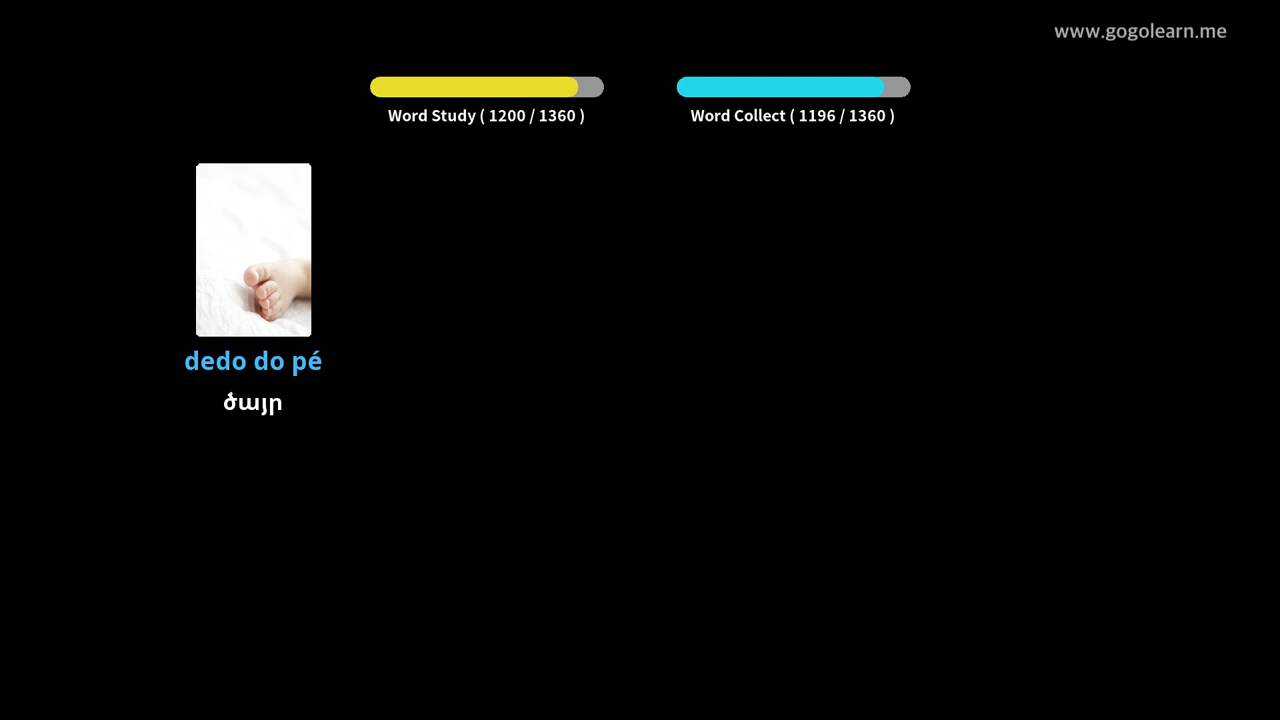 www.gogolearn.me
Word Study ( 1200 / 1360 )
Word Collect ( 1196 / 1360 )
dedo do pé
ծայր